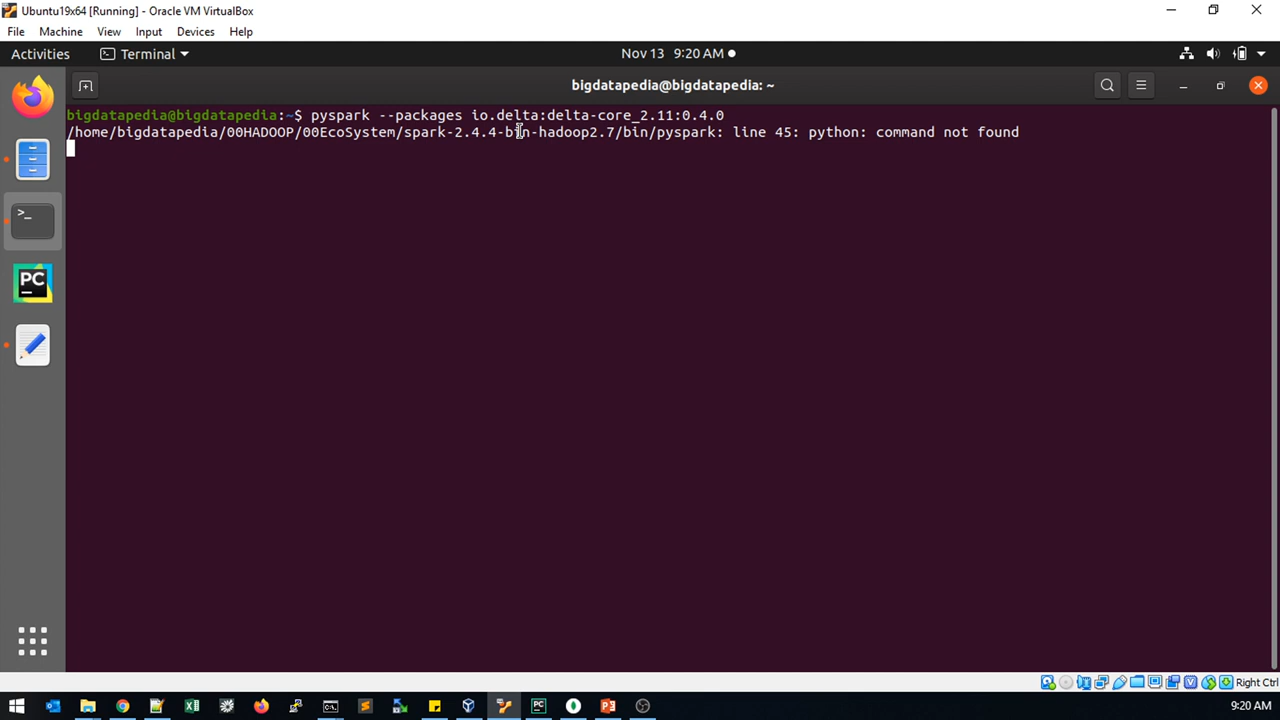 Ubuntu19x64 [Running] - Oracle VM VirtualBox
File Machine View Input Devices Help
Activities Terminal Nov 13 9:20 AM
bigdatapedia@bigdatapedia: ~
bigdatapedia@bigdatapedia:~$ pyspark --packages io.delta:delta-core_2.11:0.4.0
/home/bigdatapedia/00HADOOP/00EcoSystem/spark-2.4.4-bin-hadoop2.7/bin/pyspark: line 45: python: command not found
>_
PC
Right Ctrl
9:20 AM